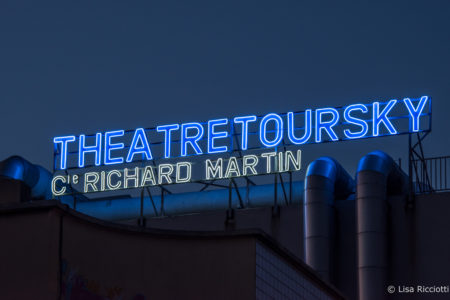 THEATRETOURSKY
Cie RICHARD MARTIN
© Lisa Ricciotti